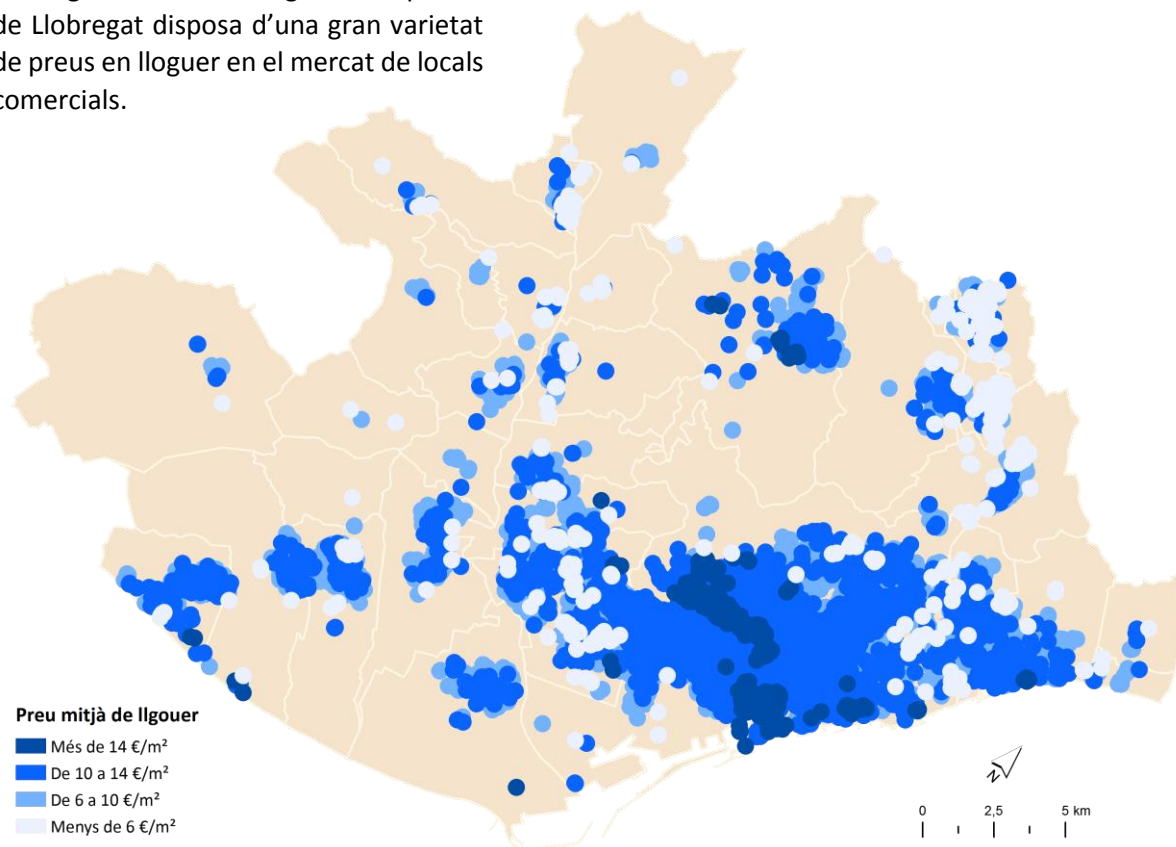 de Llobregat disposa d’una gran varietat
de preus en lloguer en el mercat de locals
comercials.
Preu mitjà de llgouer
Més de 14 €/m²
De 10 a 14 €/m²
De 6 a 10 €/m²
Menys de 6 €/m²
N
0 2,5 5 km